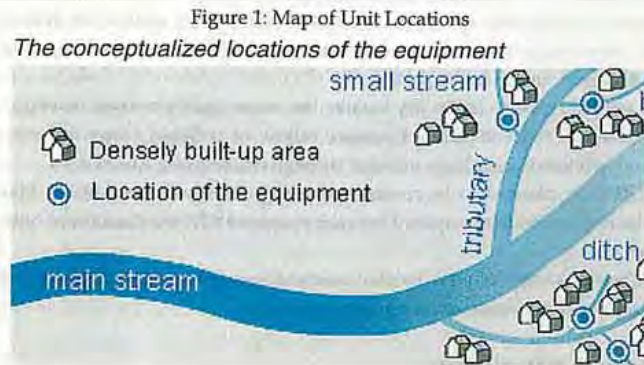 Figure 1: Map of Unit Locations
The conceptualized locations of the equipment
small stream
Densely built-up area
Location of the equipment
tributary
ditch
main stream